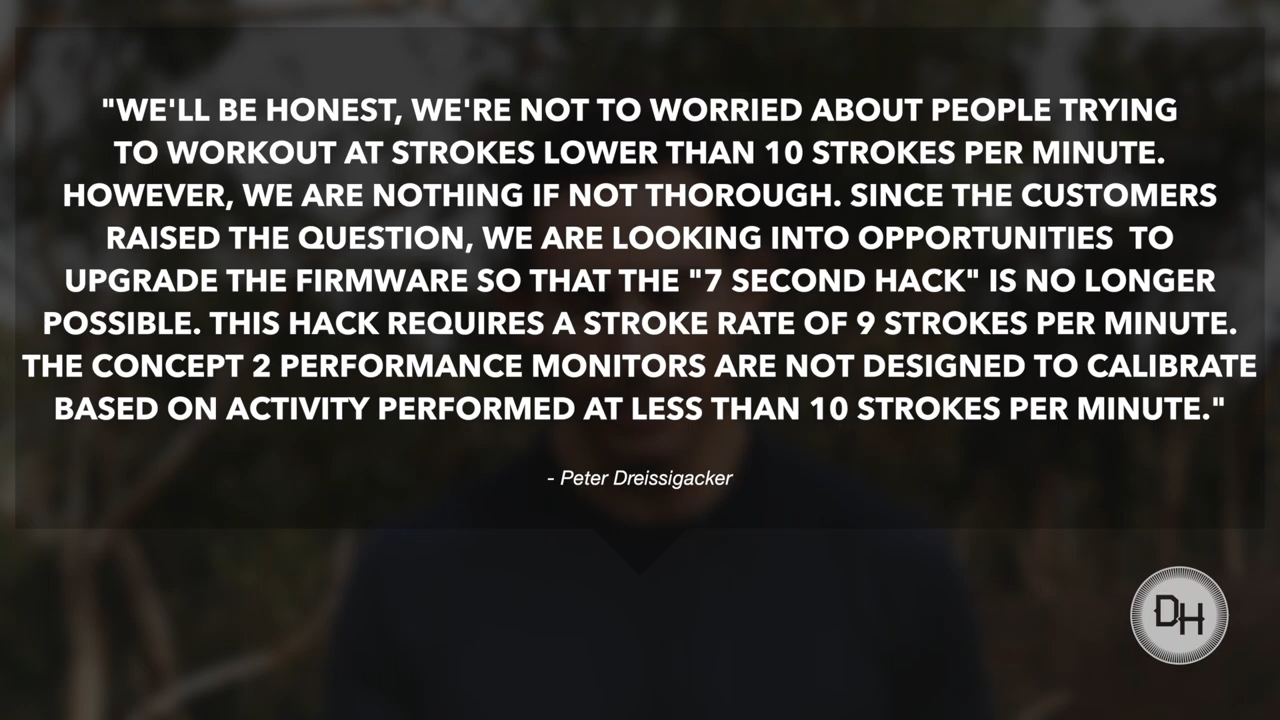 "WE'LL BE HONEST, WE'RE NOT TO WORRIED ABOUT PEOPLE TRYING
TO WORKOUT AT STROKES LOWER THAN 10 STROKES PER MINUTE.
HOWEVER, WE ARE NOTHING IF NOT THOROUGH. SINCE THE CUSTOMERS
RAISED THE QUESTION, WE ARE LOOKING INTO OPPORTUNITIES  TO
UPGRADE THE FIRMWARE SO THAT THE "7 SECOND HACK" IS NO LONGER
POSSIBLE. THIS HACK REQUIRES A STROKE RATE OF 9 STROKES PER MINUTE.
THE CONCEPT 2 PERFORMANCE MONITORS ARE NOT DESIGNED TO CALIBRATE
BASED ON ACTIVITY PERFORMED AT LESS THAN 10 STROKES PER MINUTE."
- Peter Dreissigacker
DH